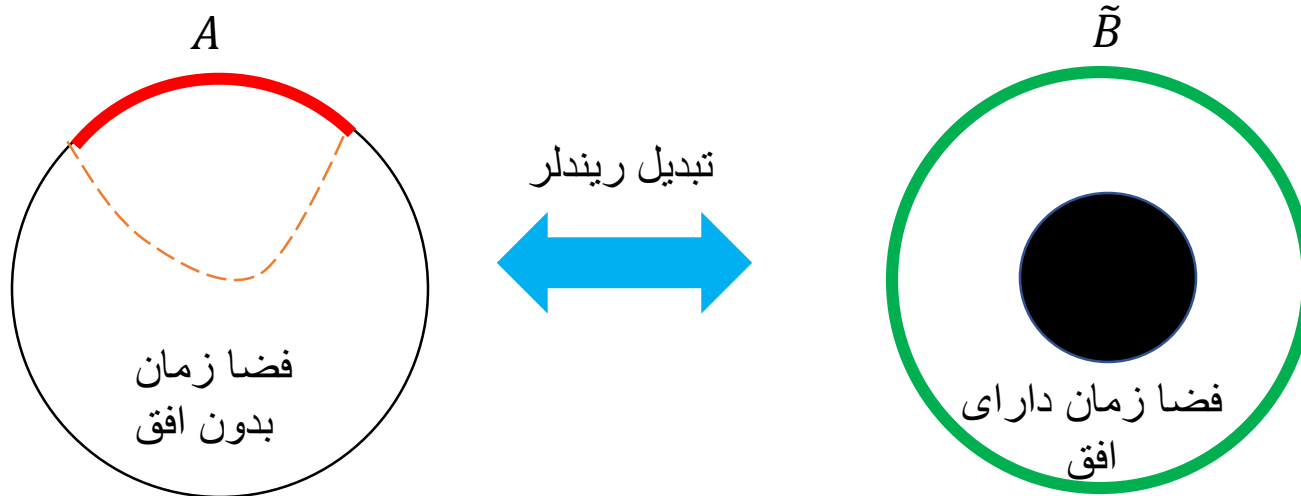 A
B̃
تبدیل ریندلر
فضا زمان
بدون افق
فضا زمان دارای
افق